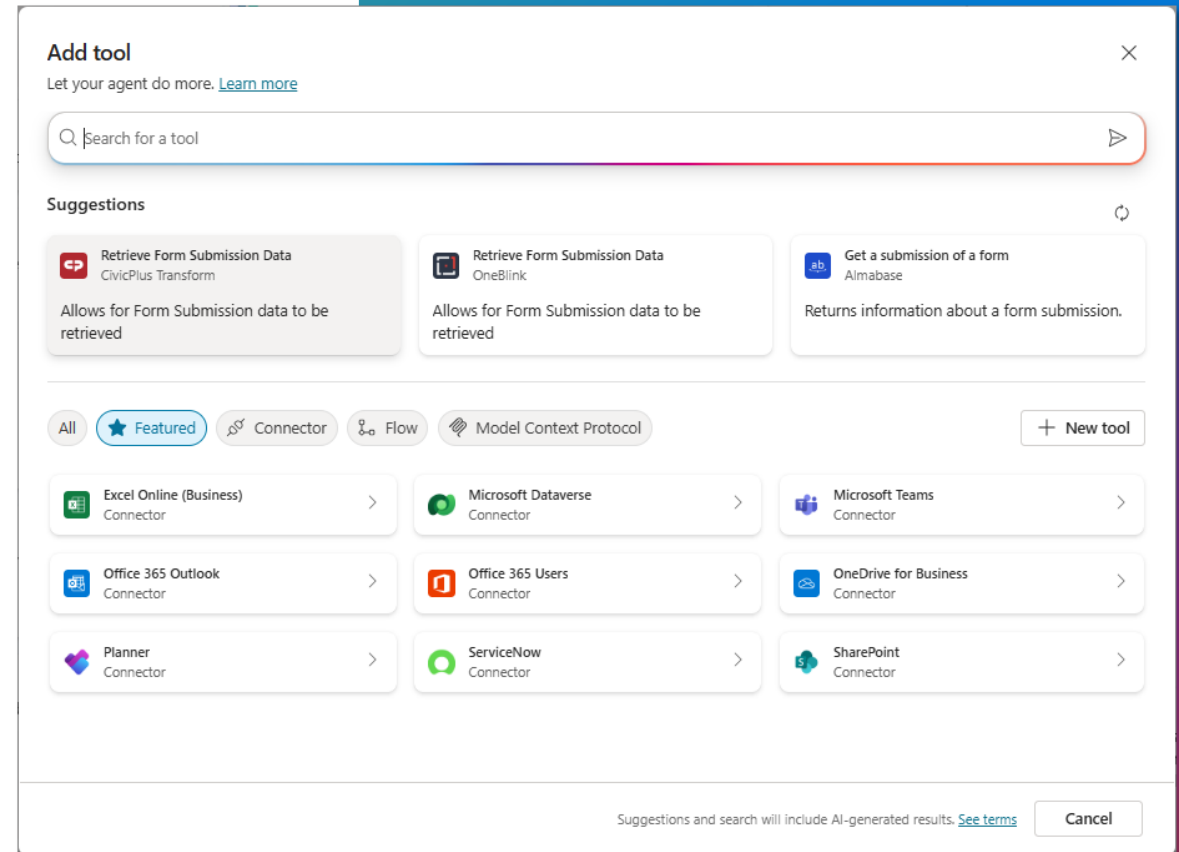 Add tool
Let your agent do more. Learn more
Search for a tool
Suggestions
Retrieve Form Submission Data
CivicPlus Transform
Allows for Form Submission data to be
retrieved
Retrieve Form Submission Data
OneBlink
Allows for Form Submission data to be
retrieved
Get a submission of a form
Almabase
Returns information about a form submission.
All Featured Connector Flow Model Context Protocol New tool
Excel Online (Business)
Connector
Microsoft Dataverse
Connector
Microsoft Teams
Connector
Office 365 Outlook
Connector
Office 365 Users
Connector
OneDrive for Business
Connector
Planner
Connector
ServiceNow
Connector
SharePoint
Connector
Suggestions and search will include AI-generated results. See terms
Cancel